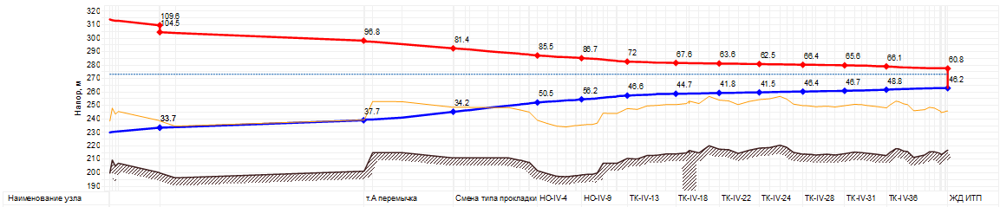 320
310
300
290
280
270
260
250
240
230
220
210
200
190
Напор, м
109.6
104.5
96.8
81.4
85.5
86.7
72
67.6
63.6
62.5
66.4
65.6
66.1
60.8
33.7
37.7
34.2
50.5
56.2
46.6
44.7
41.8
41.5
46.4
46.7
48.8
46.2
Наименование узла
т.А перемычка
Смена типа прокладки
НО-IV-4
НО-IV-9
ТК-IV-13
ТК-IV-18
ТК-IV-22
ТК-IV-24
ТК-IV-28
ТК-IV-31
ТК-IV-36
ЖД ИТП